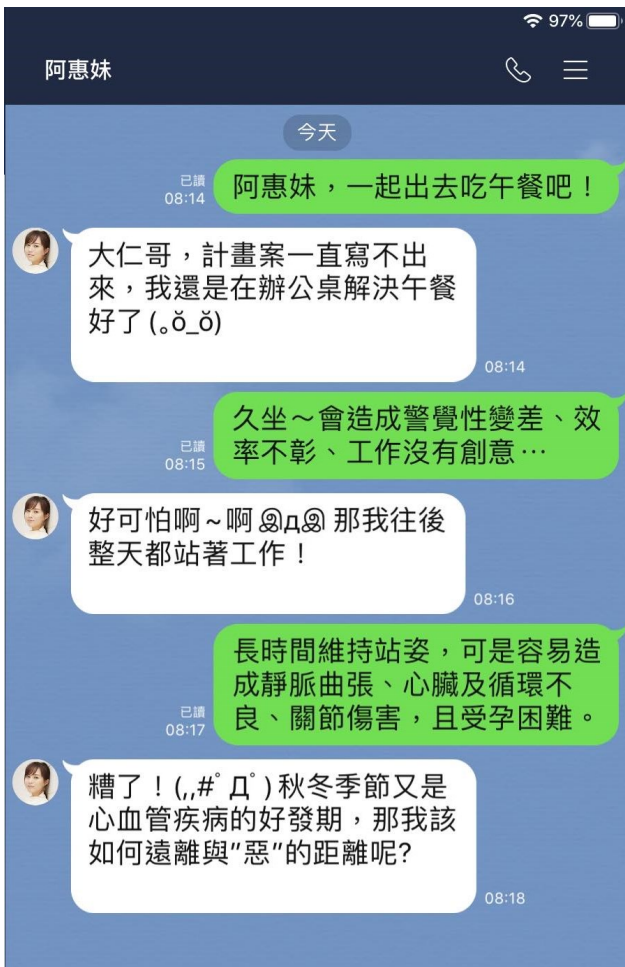 97%
阿惠妹
今天
阿惠妹，一起出去吃午餐吧！
已讀
08:14
大仁哥，計畫案一直寫不出
來，我還是在辦公桌解決午餐
好了(｡ŏ_ŏ)
08:14
久坐～會造成警覺性變差、效
率不彰、工作沒有創意⋯
已讀
08:15
好可怕啊~啊 இдஇ 那我往後
整天都站著工作！
08:16
長時間維持站姿，可是容易造
成靜脈曲張、心臟及循環不
良、關節傷害，且受孕困難。
已讀
08:17
糟了！(,,#ﾟДﾟ)秋冬季節又是
心血管疾病的好發期，那我該
如何遠離與"惡"的距離呢?
08:18